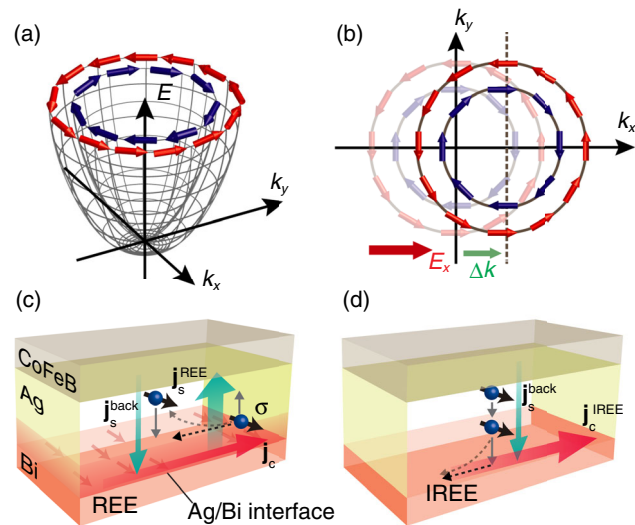 (a)
E
k_y
k_x
(b)
k_y
k_x
E_x
Δk
(c)
CoFeB
Ag
Bi
j_s^back
j_s^REE
σ
j_c
REE
Ag/Bi interface
(d)
j_s^back
j_c^IREE
IREE